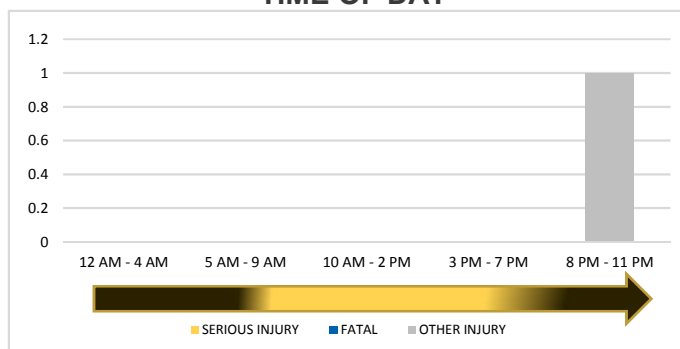 TIME OF DAY
1.2
1
0.8
0.6
0.4
0.2
0
12 AM - 4 AM 5 AM - 9 AM 10 AM - 2 PM 3 PM - 7 PM 8 PM - 11 PM
SERIOUS INJURY FATAL OTHER INJURY